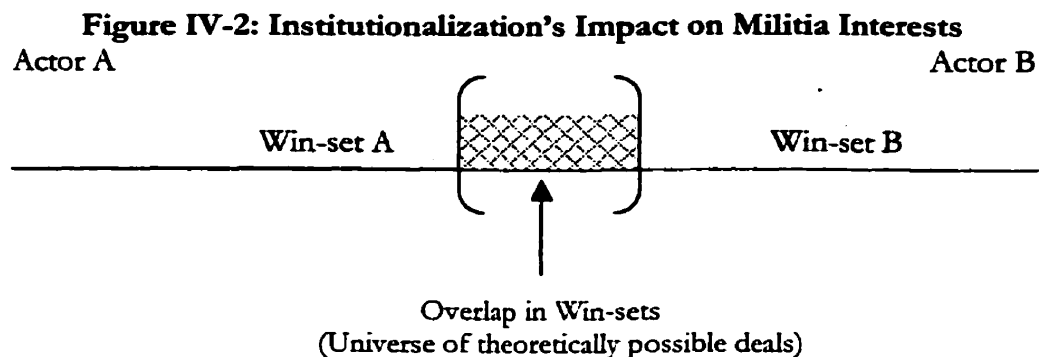 Figure IV-2: Institutionalization's Impact on Militia Interests
Actor A Actor B
Win-set A Win-set B
Overlap in Win-sets
(Universe of theoretically possible deals)